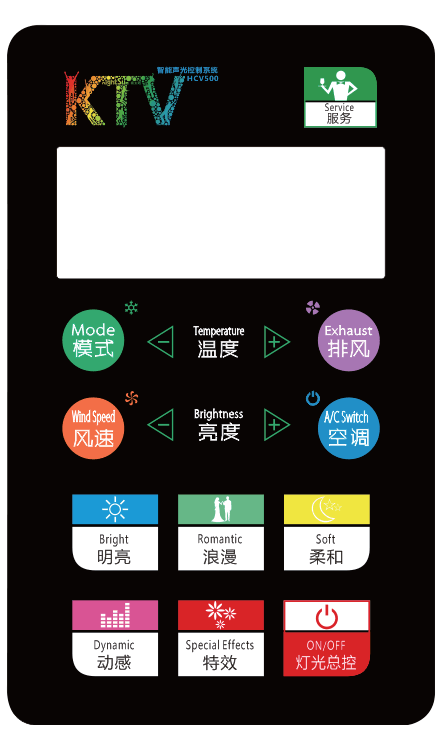 智能声光控制系统
HCV500
KTV
Service
服务
Mode
模式
Temperature
温度
Exhaust
排风
Wind Speed
风速
Brightness
亮度
A/C Switch
空调
Bright
明亮
Romantic
浪漫
Soft
柔和
Dynamic
动感
Special Effects
特效
ON/OFF
灯光总控